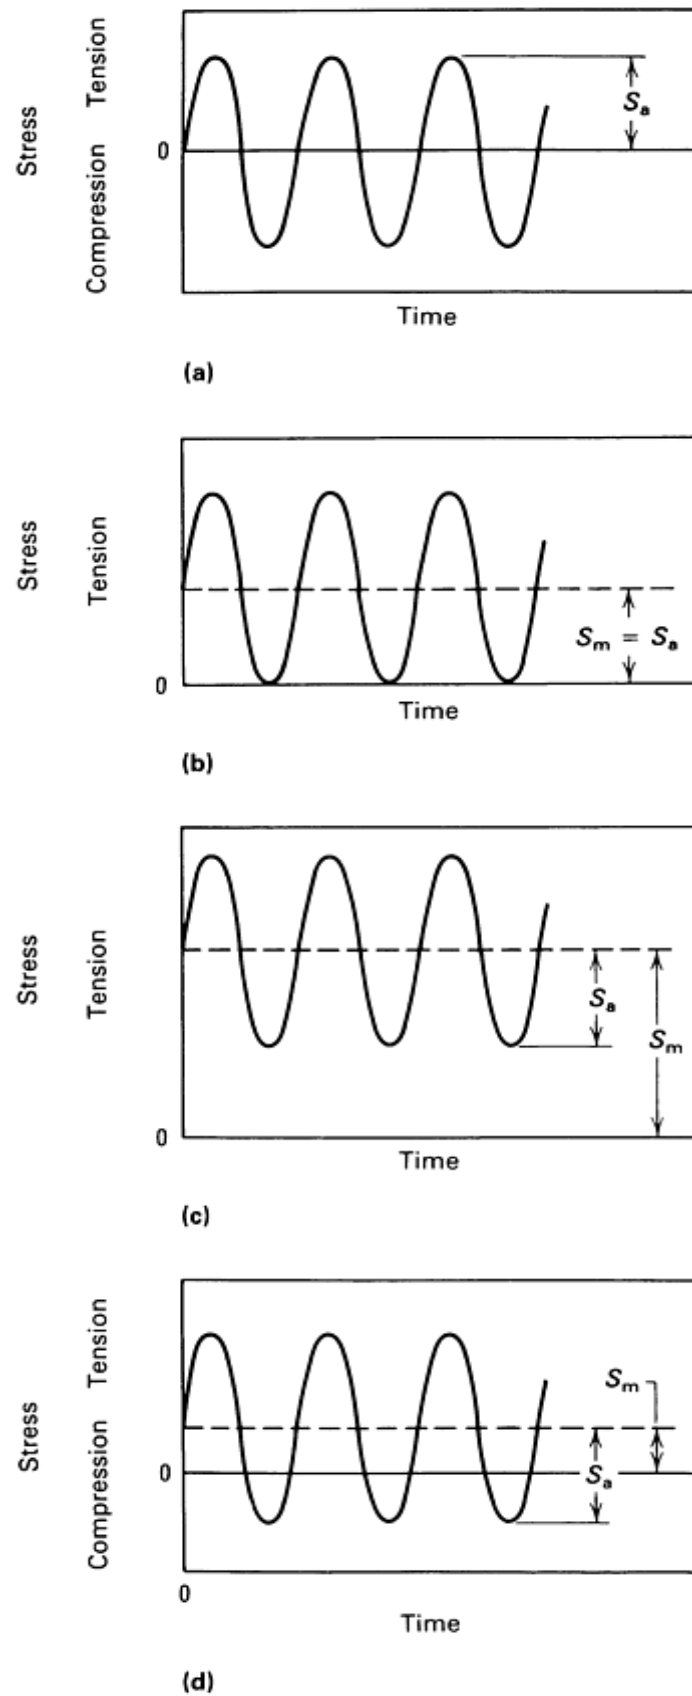 Stress
Tension
Compression
0
Sa
Time
(a)
Stress
Tension
0
Sm = Sa
Time
(b)
Stress
Tension
0
Sa
Sm
Time
(c)
Stress
Tension
Compression
0
Sm
Sa
0
Time
(d)